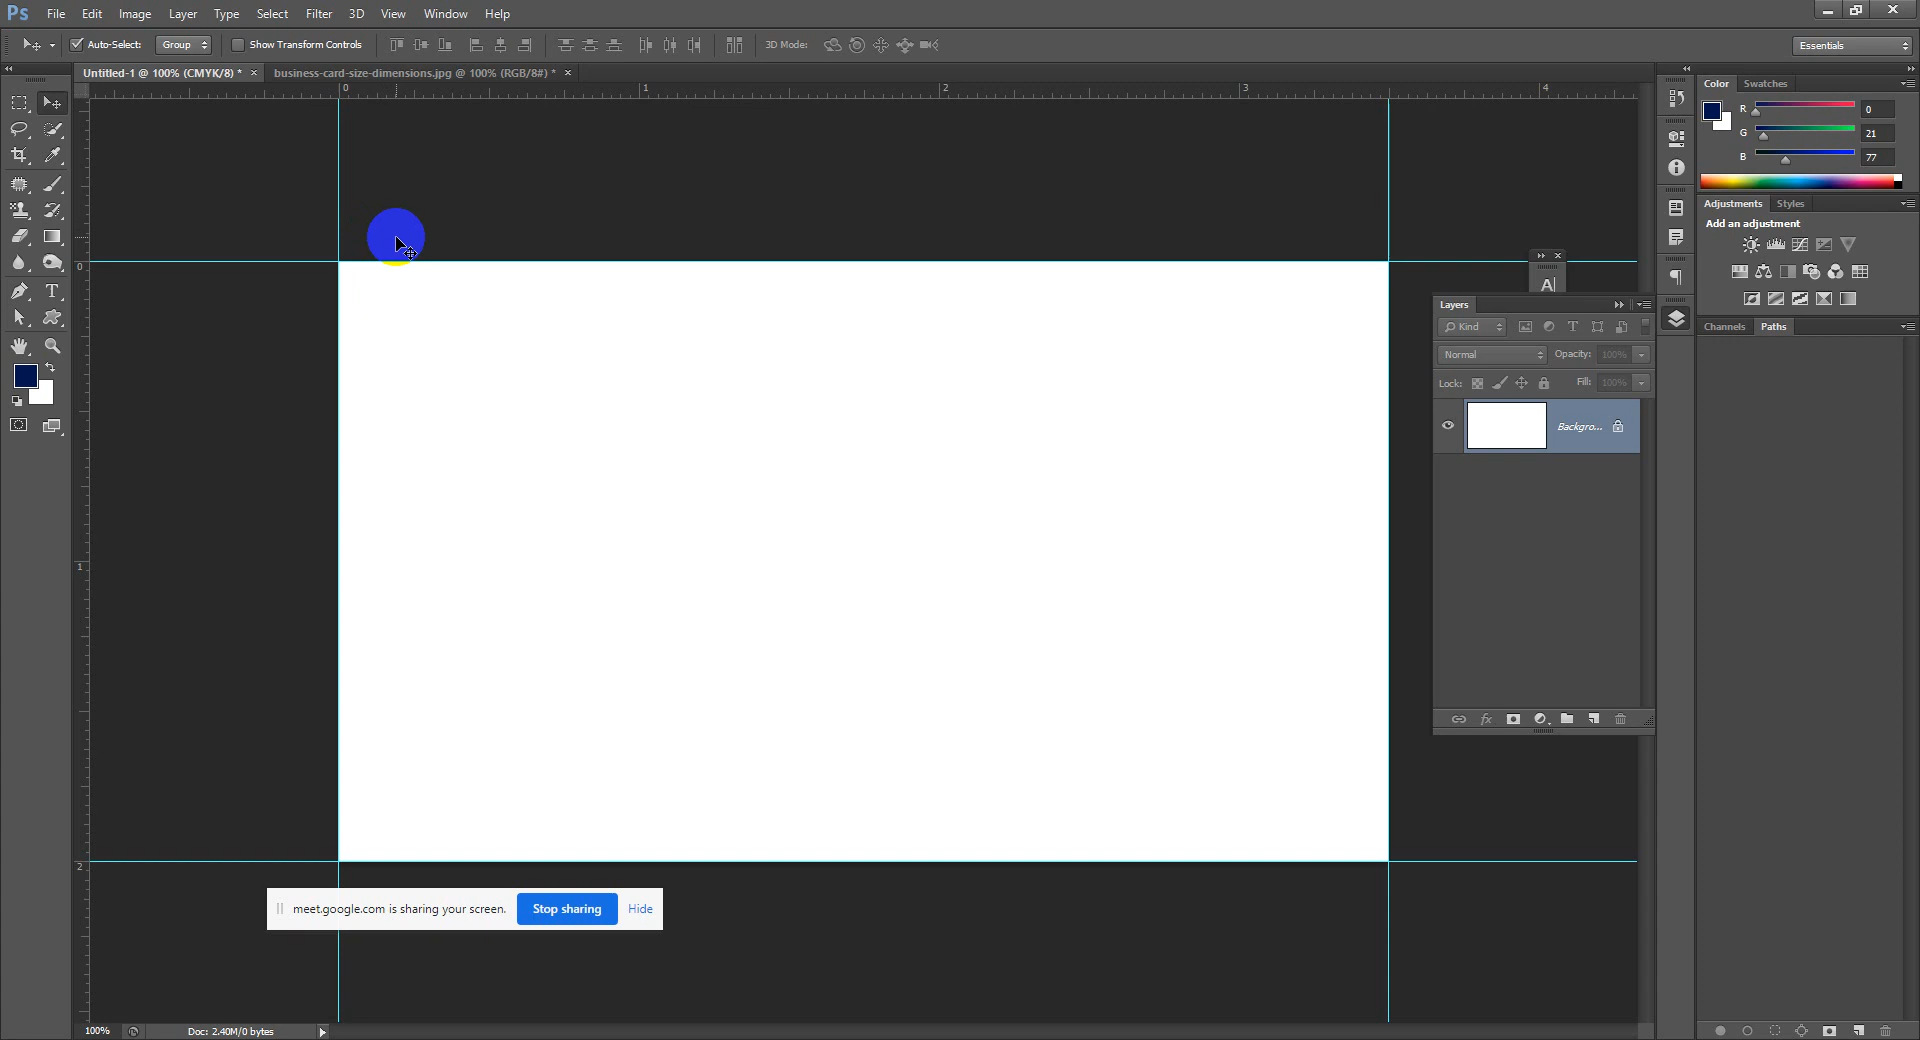 Ps File Edit Image Layer Type Select Filter 3D View Window Help
Auto-Select: Group Show Transform Controls 3D Mode: Essentials
Untitled-1 @ 100% (CMYK/8) * × business-card-size-dimensions.jpg @ 100% (RGB/8#) * ×
0 1 2 3 4
Color Swatches
R 0
G 21
B 77
Adjustments Styles
Add an adjustment
0
A
Layers
Channels Paths
Kind T
Normal Opacity: 100%
Lock: Fill: 100%
Backgro...
T
1
2
fx
meet.google.com is sharing your screen. Stop sharing Hide
100% Doc: 2.40M/0 bytes